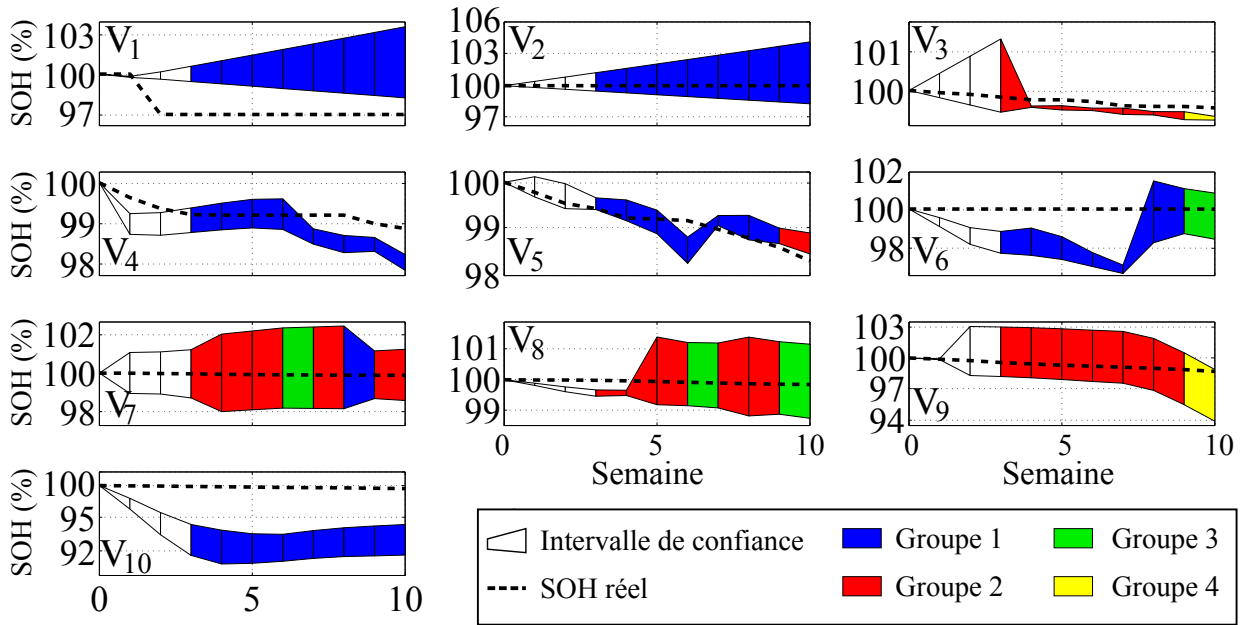 SOH (%)
103
100
97
V1
106
103
100
97
V2
101
100
V3
SOH (%)
100
99
98
V4
100
99
98
V5
102
100
98
V6
SOH (%)
102
100
98
V7
101
100
99
V8
0 5 10
Semaine
103
100
97
94
V9
0 5 10
Semaine
SOH (%)
100
95
92
V10
0 5 10
Intervalle de confiance
SOH réel
Groupe 1
Groupe 2
Groupe 3
Groupe 4